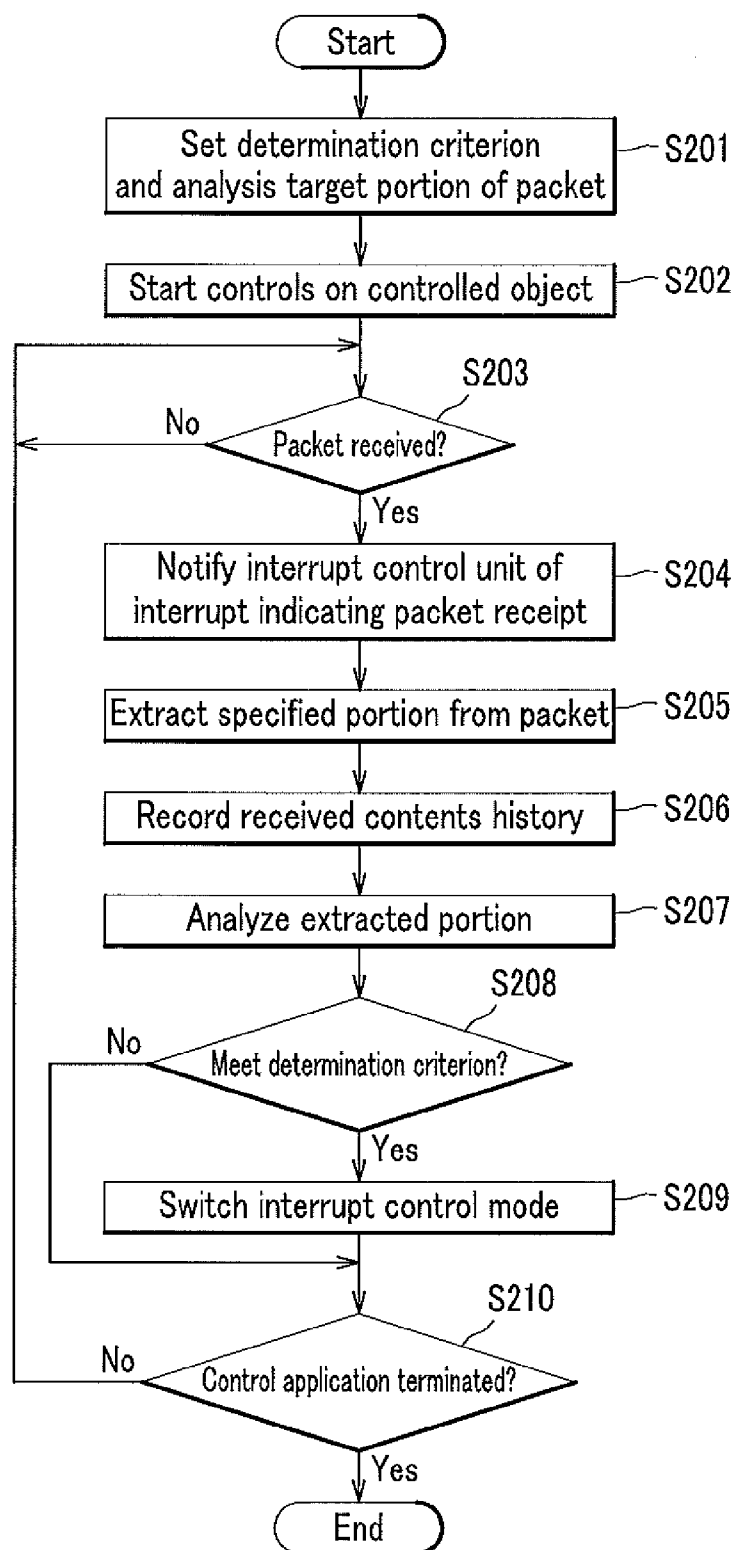 Start
Set determination criterion
and analysis target portion of packet
S201
Start controls on controlled object
S202
S203
No
Packet received?
Yes
Notify interrupt control unit of
interrupt indicating packet receipt
S204
Extract specified portion from packet
S205
Record received contents history
S206
Analyze extracted portion
S207
S208
No
Meet determination criterion?
Yes
Switch interrupt control mode
S209
S210
No
Control application terminated?
Yes
End